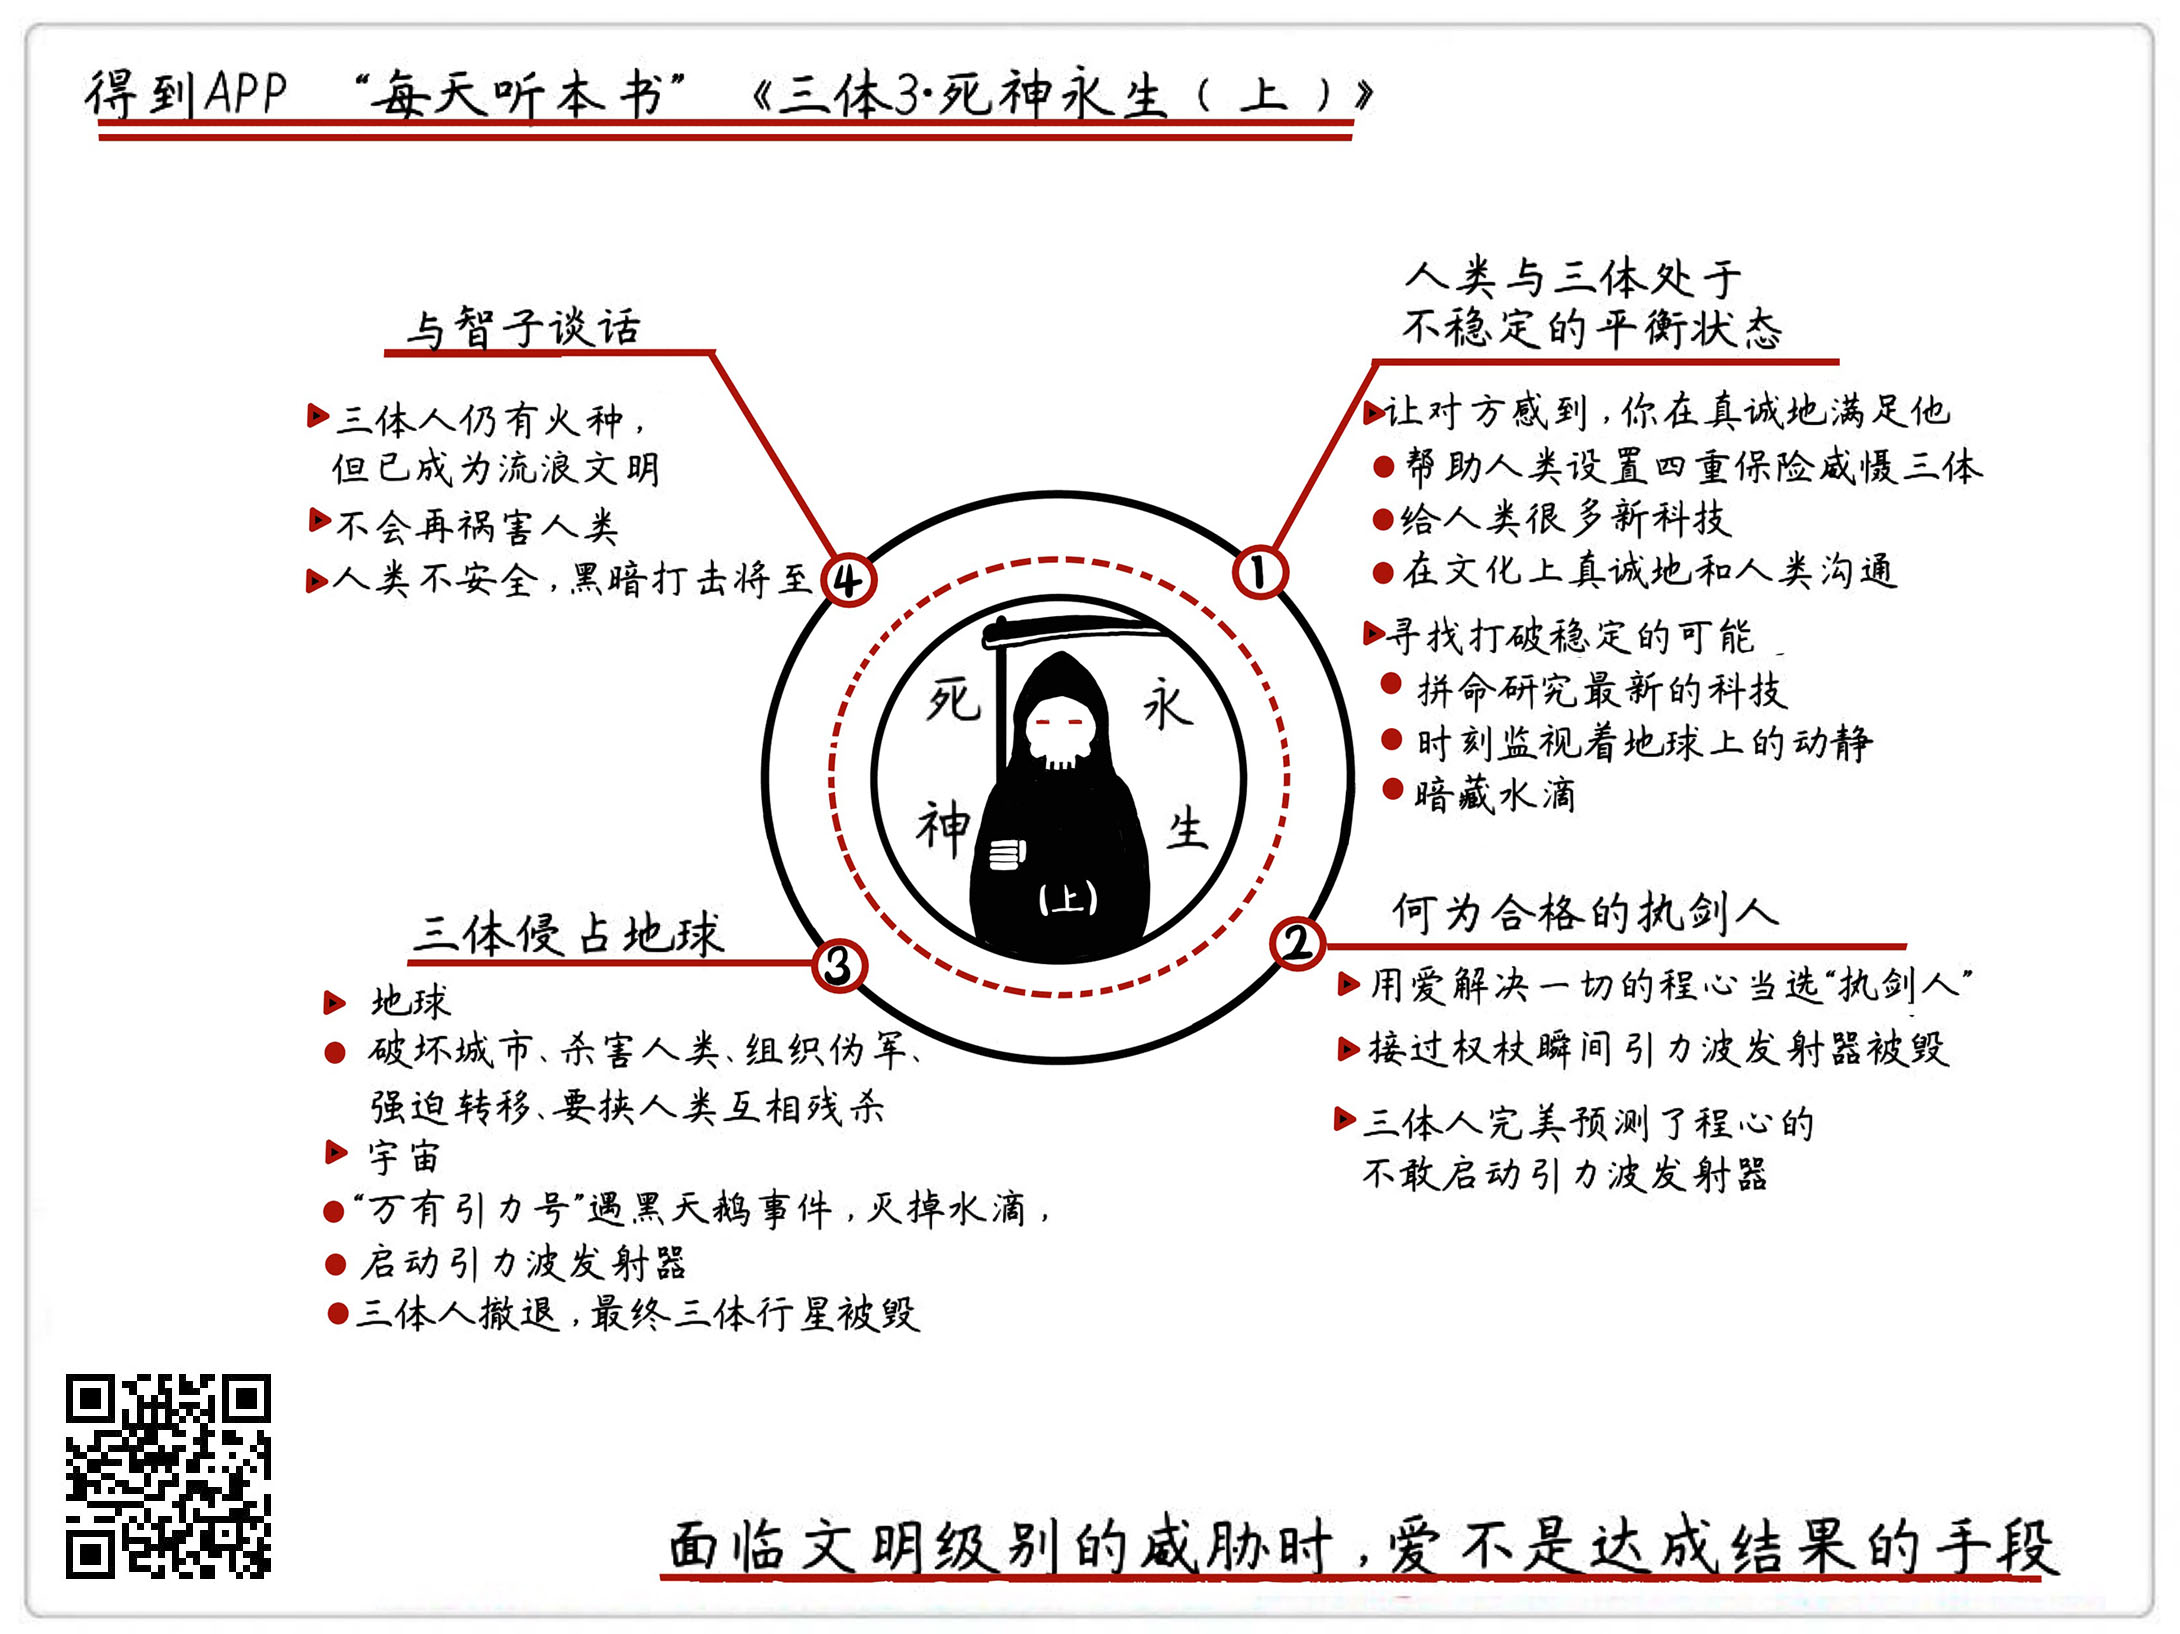 得到APP “每天听本书” 《三体3·死神永生（上）》
人类与三体处于
不稳定的平衡状态
让对方感到，你在真诚地满足他
帮助人类设置四重保险威慑三体
给人类很多新科技
在文化上真诚地和人类沟通
寻找打破稳定的可能
拼命研究最新的科技
时刻监视着地球上的动静
暗藏水滴
①
何为合格的执剑人
用爱解决一切的程心当选“执剑人”
接过权杖瞬间引力波发射器被毁
三体人完美预测了程心的
不敢启动引力波发射器
②
三体侵占地球
地球
破坏城市、杀害人类、组织伪军、
强迫转移、要挟人类互相残杀
宇宙
“万有引力号”遇黑天鹅事件，灭掉水滴，
启动引力波发射器
三体人撤退，最终三体行星被毁
③
与智子谈话
三体人仍有火种，
但已成为流浪文明
不会再祸害人类
人类不安全，黑暗打击将至
④
死神
永生
（上）
面临文明级别的威胁时，爱不是达成结果的手段